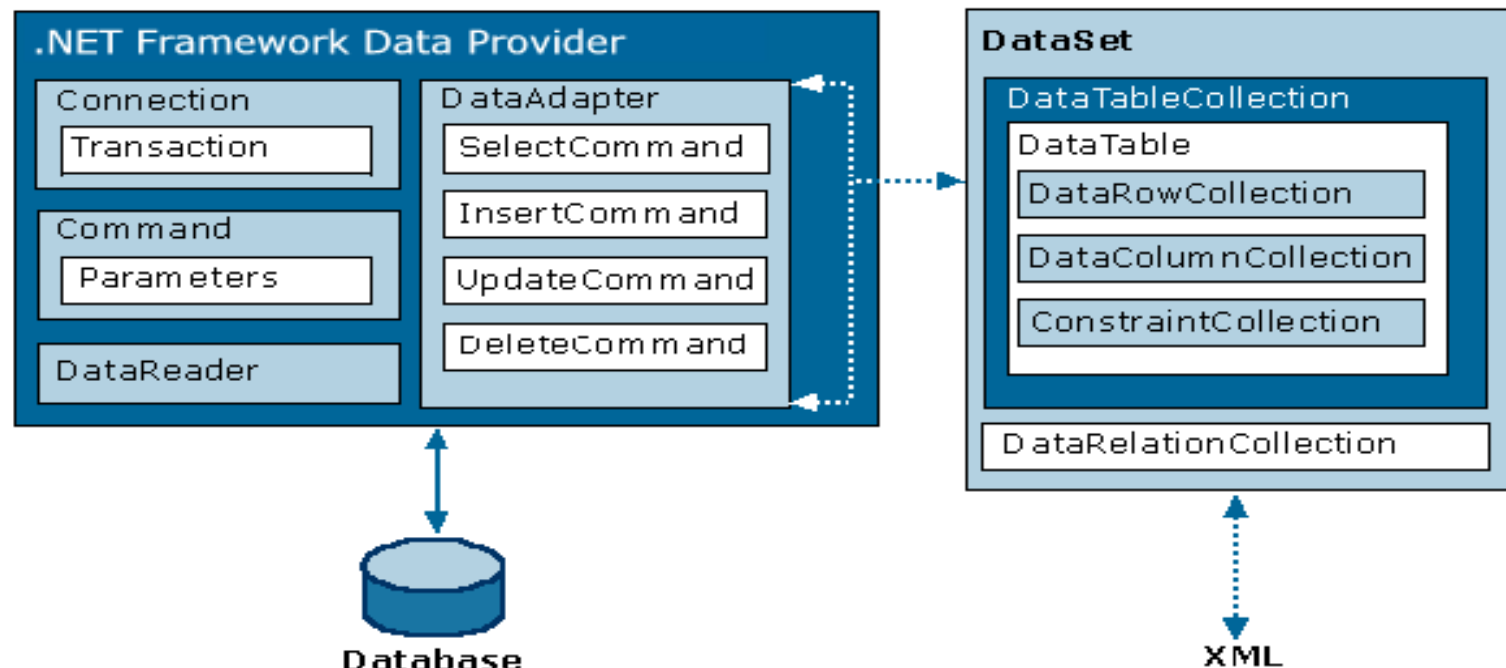 .NET Framework Data Provider
Connection
Transaction
Command
Parameters
DataReader
DataAdapter
SelectCommand
InsertCommand
UpdateCommand
DeleteCommand
Database
DataSet
DataTableCollection
DataTable
DataRowCollection
DataColumnCollection
ConstraintCollection
DataRelationCollection
XML